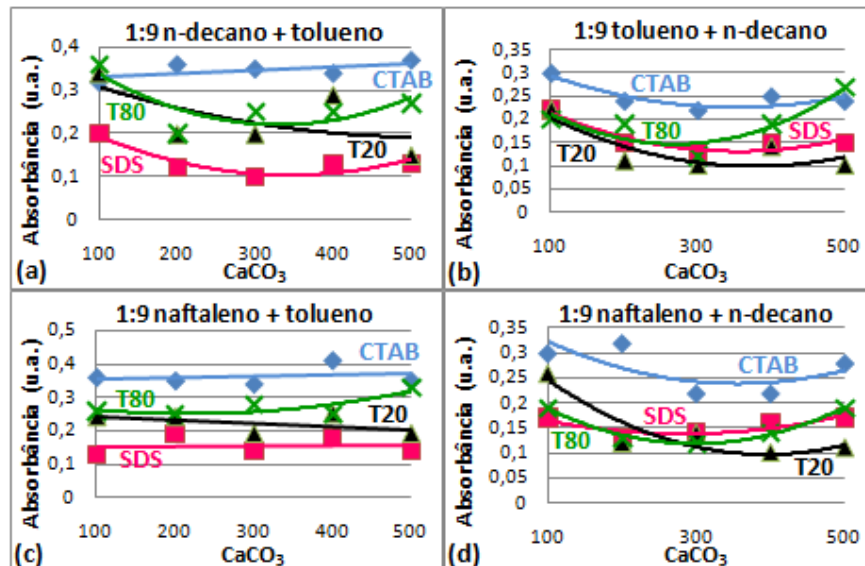 1:9 n-decano + tolueno
Absorbância (u.a.)
0,4
0,3
0,2
0,1
0
CTAB
T80
T20
SDS
100 200 300 400 500
CaCO₃
(a)
1:9 tolueno + n-decano
Absorbância (u.a.)
0,35
0,3
0,25
0,2
0,15
0,1
0,05
0
CTAB
T80
SDS
T20
100 300 500
CaCO₃
(b)
1:9 naftaleno + tolueno
Absorbância (u.a.)
0,5
0,4
0,3
0,2
0,1
0
CTAB
T80
T20
SDS
100 200 300 400 500
CaCO₃
(c)
1:9 naftaleno + n-decano
Absorbância (u.a.)
0,35
0,3
0,25
0,2
0,15
0,1
0,05
0
CTAB
SDS
T80
T20
100 300 500
CaCO₃
(d)